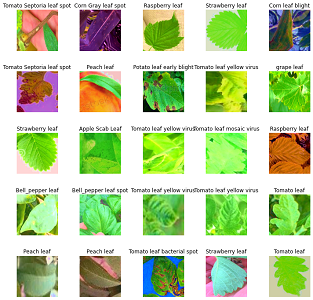 Tomato Septoria leaf spot
Corn Gray leaf spot
Raspberry leaf
Strawberry leaf
Corn leaf blight
Tomato Septoria leaf spot
Peach leaf
Potato leaf early blight
Tomato leaf yellow virus
grape leaf
Strawberry leaf
Apple Scab Leaf
Tomato leaf yellow virus
Tomato leaf mosaic virus
Raspberry leaf
Bell_pepper leaf
Bell_pepper leaf spot
Tomato leaf yellow virus
Tomato leaf yellow virus
Tomato leaf
Peach leaf
Peach leaf
Tomato leaf bacterial spot
Strawberry leaf
Tomato leaf